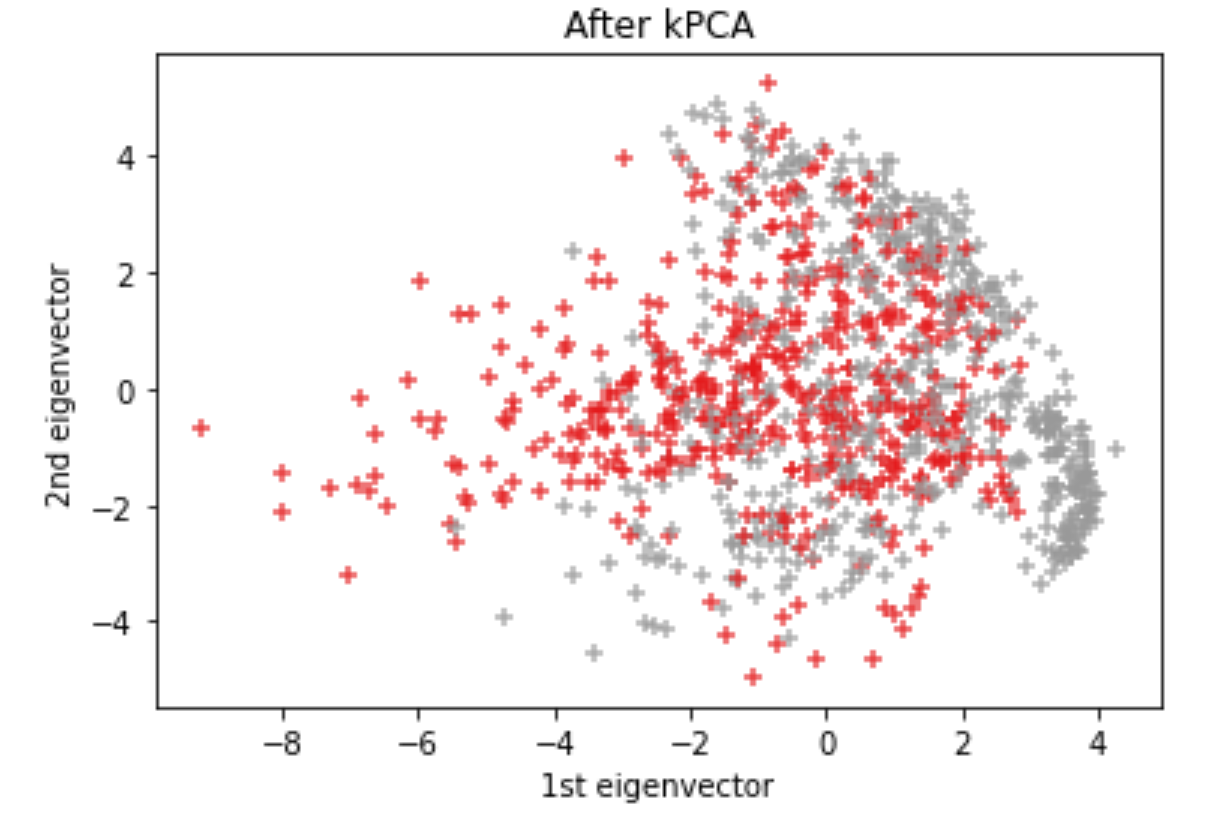 After kPCA
4
2
0
−2
−4
2nd eigenvector
−8 −6 −4 −2 0 2 4
1st eigenvector